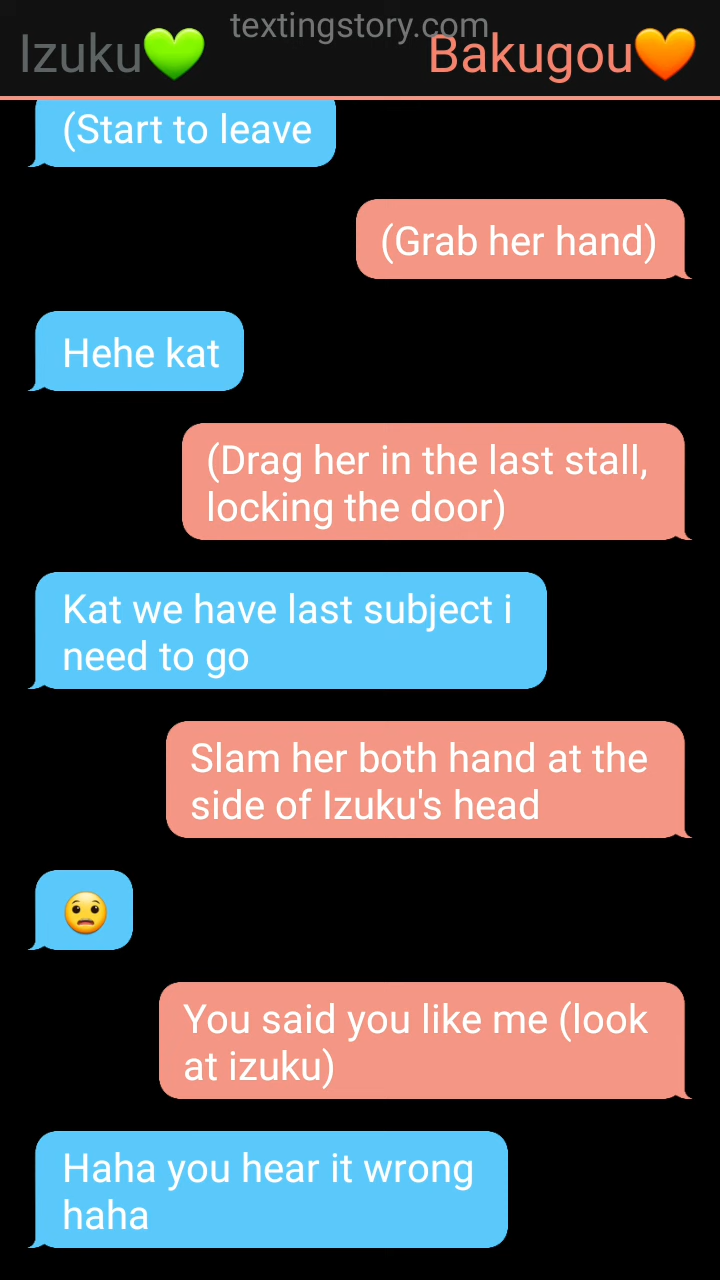 textingstory.com
Izuku💚 Bakugou🧡
(Start to leave
(Grab her hand)
Hehe kat
(Drag her in the last stall,
locking the door)
Kat we have last subject i
need to go
Slam her both hand at the
side of Izuku's head
😦
You said you like me (look
at izuku)
Haha you hear it wrong
haha